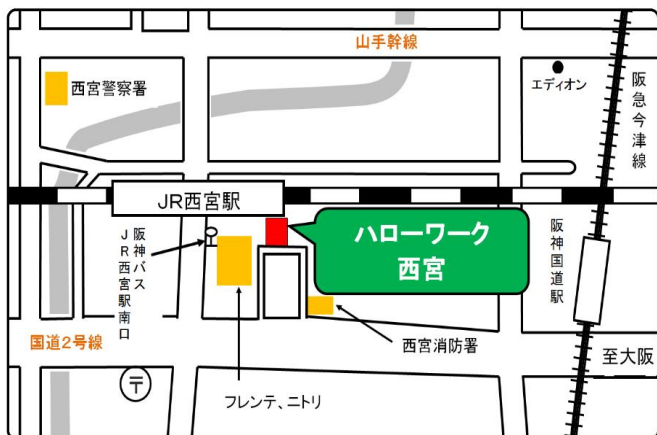 山手幹線
西宮警察署
エディオン
阪急今津線
JR西宮駅
ハローワーク
西宮
阪神バス
JR西宮駅南口
阪神国道駅
国道2号線
西宮消防署
至大阪
〒
フレンテ、ニトリ